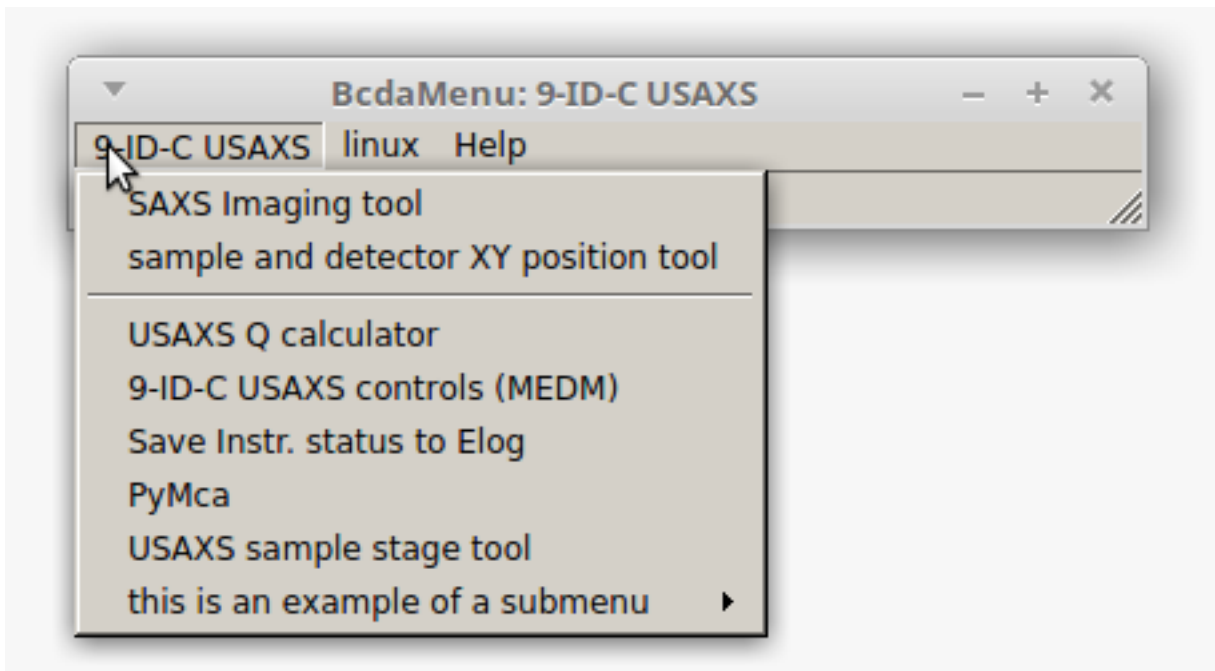 BcdaMenu: 9-ID-C USAXS
9-ID-C USAXS linux Help
SAXS Imaging tool
sample and detector XY position tool
USAXS Q calculator
9-ID-C USAXS controls (MEDM)
Save Instr. status to Elog
PyMca
USAXS sample stage tool
this is an example of a submenu